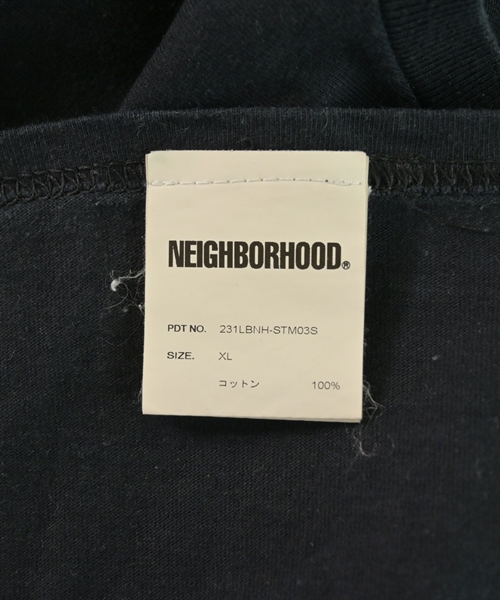 NEIGHBORHOOD®
PDT NO. 231LBNH-STM03S
SIZE. XL
コットン 100%